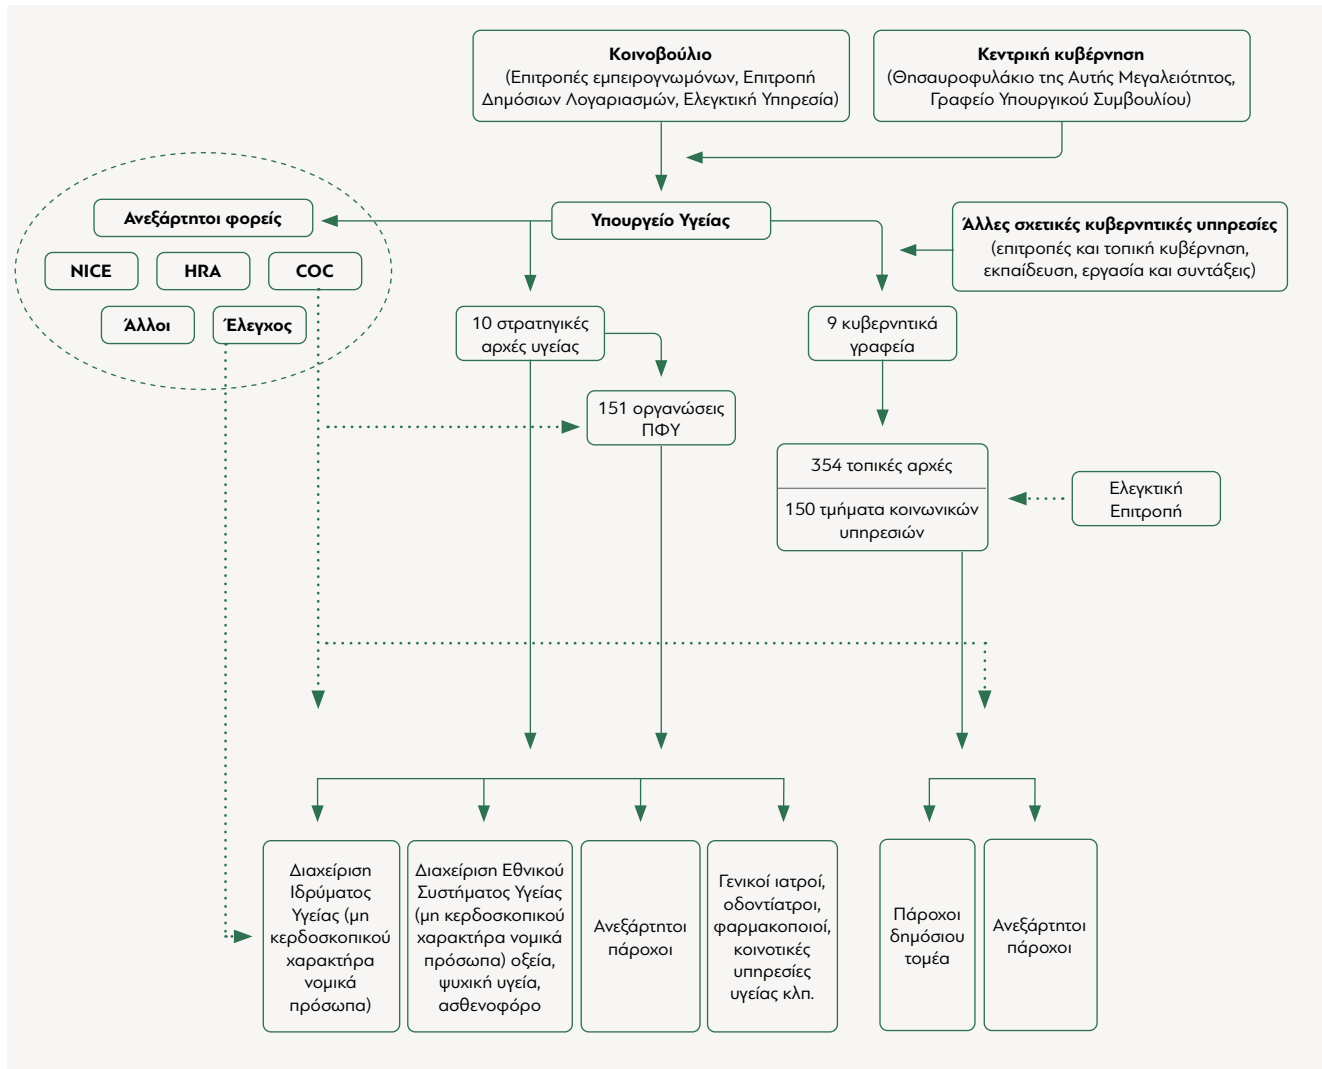 Κοινοβούλιο
(Επιτροπές εμπειρογνωμόνων, Επιτροπή
Δημόσιων Λογαριασμών, Ελεγκτική Υπηρεσία)
Κεντρική κυβέρνηση
(Θησαυροφυλάκιο της Αυτής Μεγαλειότητος,
Γραφείο Υπουργικού Συμβουλίου)
Ανεξάρτητοι φορείς
NICE
HRA
COC
Άλλοι
Έλεγχος
Υπουργείο Υγείας
Άλλες σχετικές κυβερνητικές υπηρεσίες
(επιτροπές και τοπική κυβέρνηση,
εκπαίδευση, εργασία και συντάξεις)
10 στρατηγικές
αρχές υγείας
9 κυβερνητικά
γραφεία
151 οργανώσεις
ΠΦΥ
354 τοπικές αρχές
150 τμήματα κοινωνικών
υπηρεσιών
Ελεγκτική
Επιτροπή
Διαχείριση
Ιδρύματος
Υγείας (μη
κερδοσκοπικού
χαρακτήρα
νομικά
πρόσωπα)
Διαχείριση Εθνικού
Συστήματος Υγείας
(μη κερδοσκοπικού
χαρακτήρα νομικά
πρόσωπα) οξεία,
ψυχική υγεία,
ασθενοφόρο
Ανεξάρτητοι
πάροχοι
Γενικοί ιατροί,
οδοντίατροι,
φαρμακοποιοί,
κοινοτικές
υπηρεσίες
υγείας κλπ.
Πάροχοι
δημόσιου
τομέα
Ανεξάρτητοι
πάροχοι